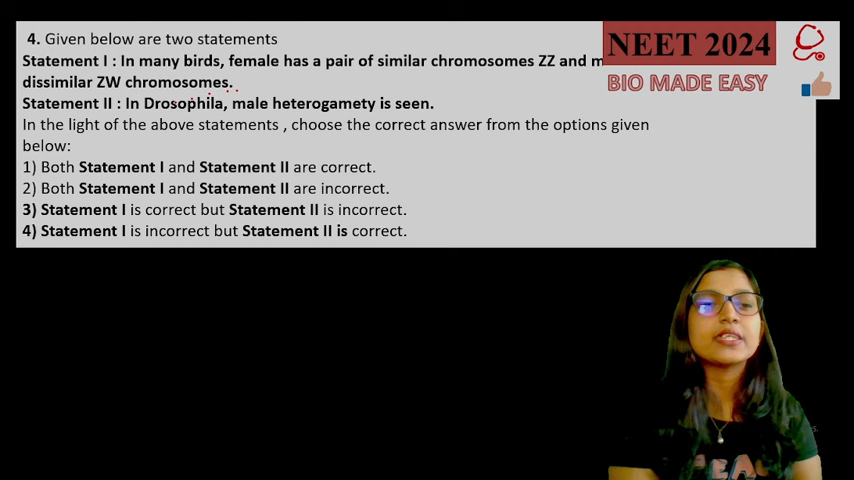 4. Given below are two statements
Statement I : In many birds, female has a pair of similar chromosomes ZZ and m
dissimilar ZW chromosomes.
Statement II : In Drosophila, male heterogamety is seen.
In the light of the above statements , choose the correct answer from the options given
below:
1) Both Statement I and Statement II are correct.
2) Both Statement I and Statement II are incorrect.
3) Statement I is correct but Statement II is incorrect.
4) Statement I is incorrect but Statement II is correct.
NEET 2024
BIO MADE EASY